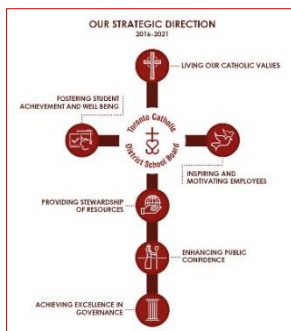 OUR STRATEGIC DIRECTION
2016-2021
LIVING OUR CATHOLIC VALUES
FOSTERING STUDENT
ACHIEVEMENT AND WELL BEING
Toronto Catholic
District School Board
INSPIRING AND
MOTIVATING EMPLOYEES
PROVIDING STEWARDSHIP
OF RESOURCES
ENHANCING PUBLIC
CONFIDENCE
ACHIEVING EXCELLENCE IN
GOVERNANCE